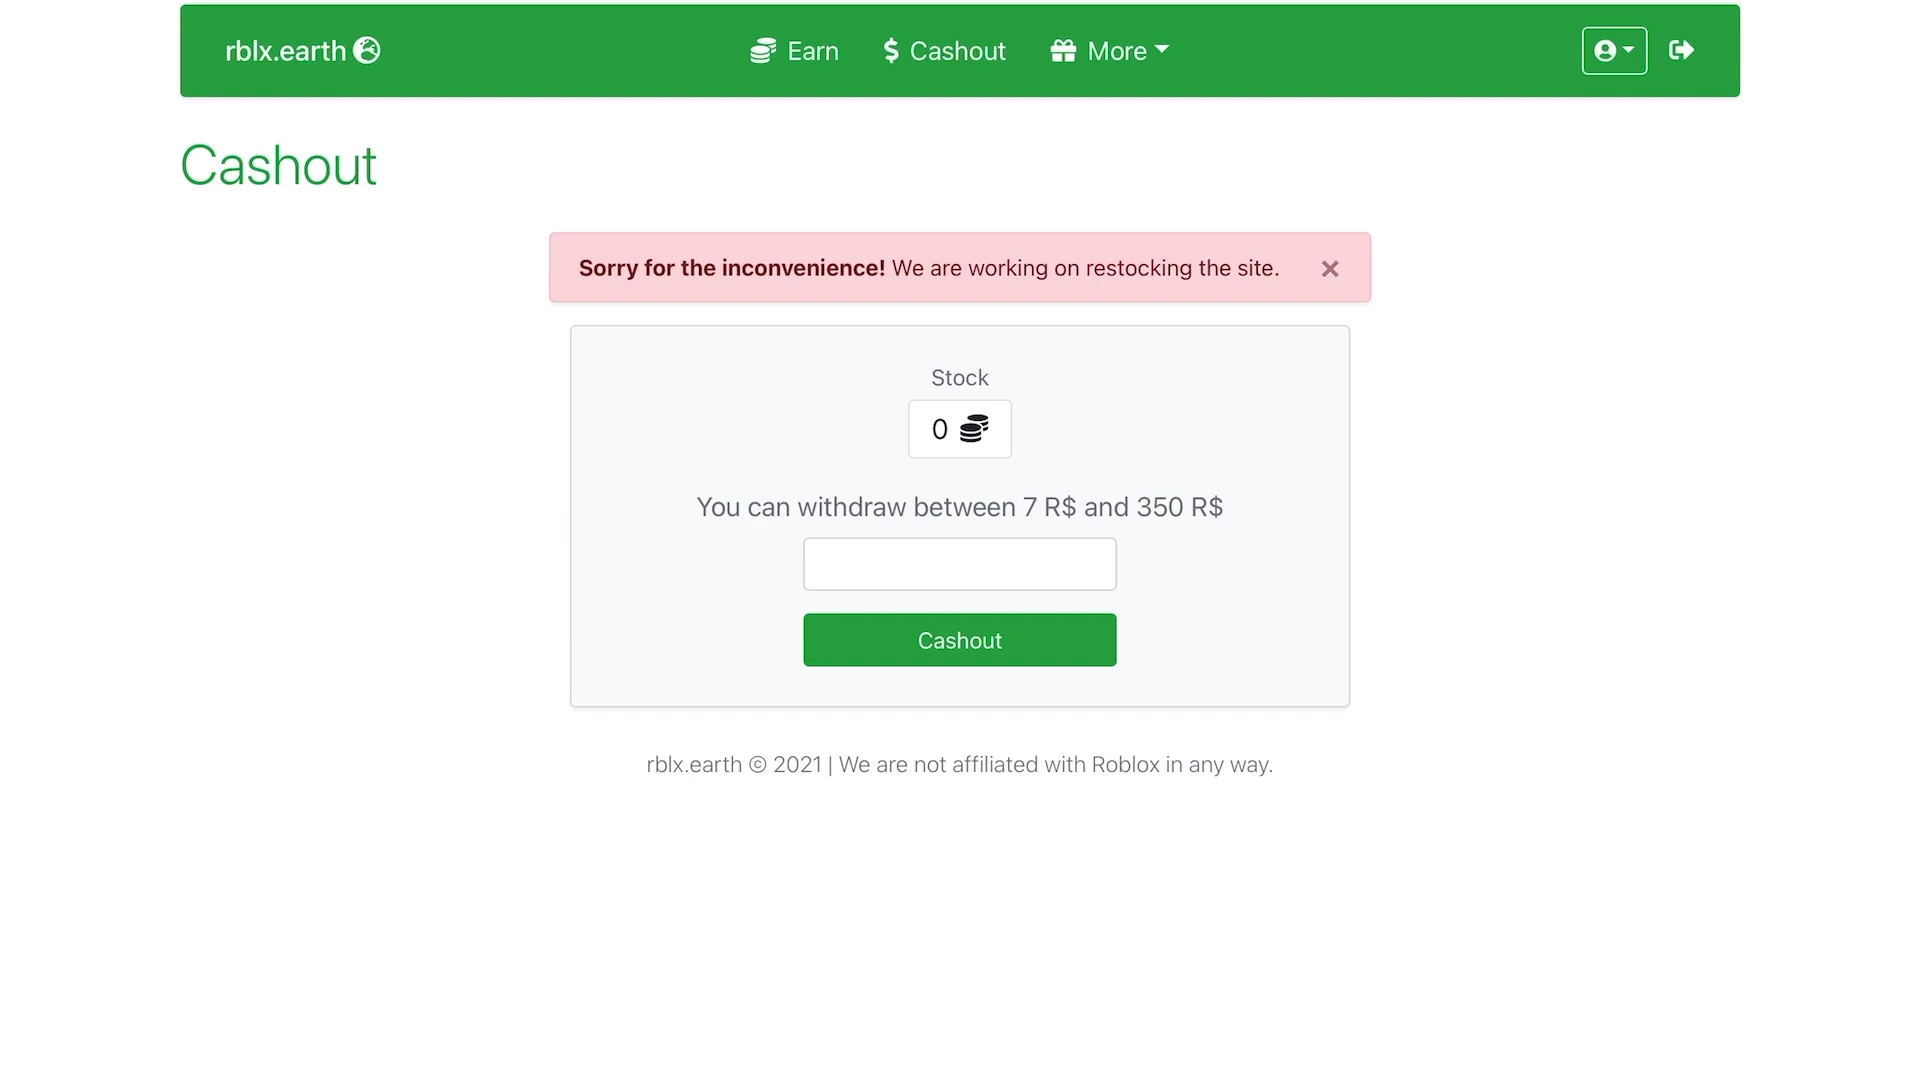 rblx.earth
Earn
Cashout
More
Cashout
Sorry for the inconvenience! We are working on restocking the site.
Stock
0
You can withdraw between 7 R$ and 350 R$
Cashout
rblx.earth © 2021 | We are not affiliated with Roblox in any way.